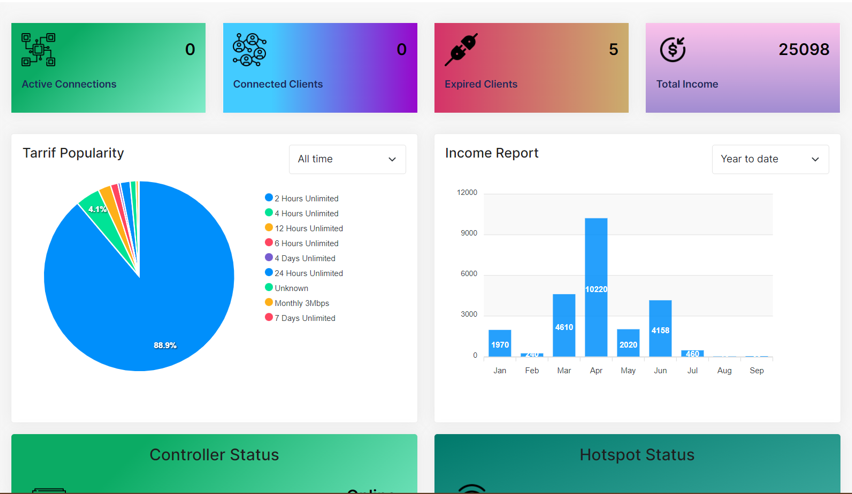 0
Active Connections
0
Connected Clients
5
Expired Clients
25098
Total Income
Tarrif Popularity
All time
4.1%
88.9%
2 Hours Unlimited
4 Hours Unlimited
12 Hours Unlimited
6 Hours Unlimited
4 Days Unlimited
24 Hours Unlimited
Unknown
Monthly 3Mbps
7 Days Unlimited
Income Report
Year to date
12000
9000
6000
3000
0
1970
240
4610
10220
2020
4158
460
Jan Feb Mar Apr May Jun Jul Aug Sep
Controller Status
Hotspot Status